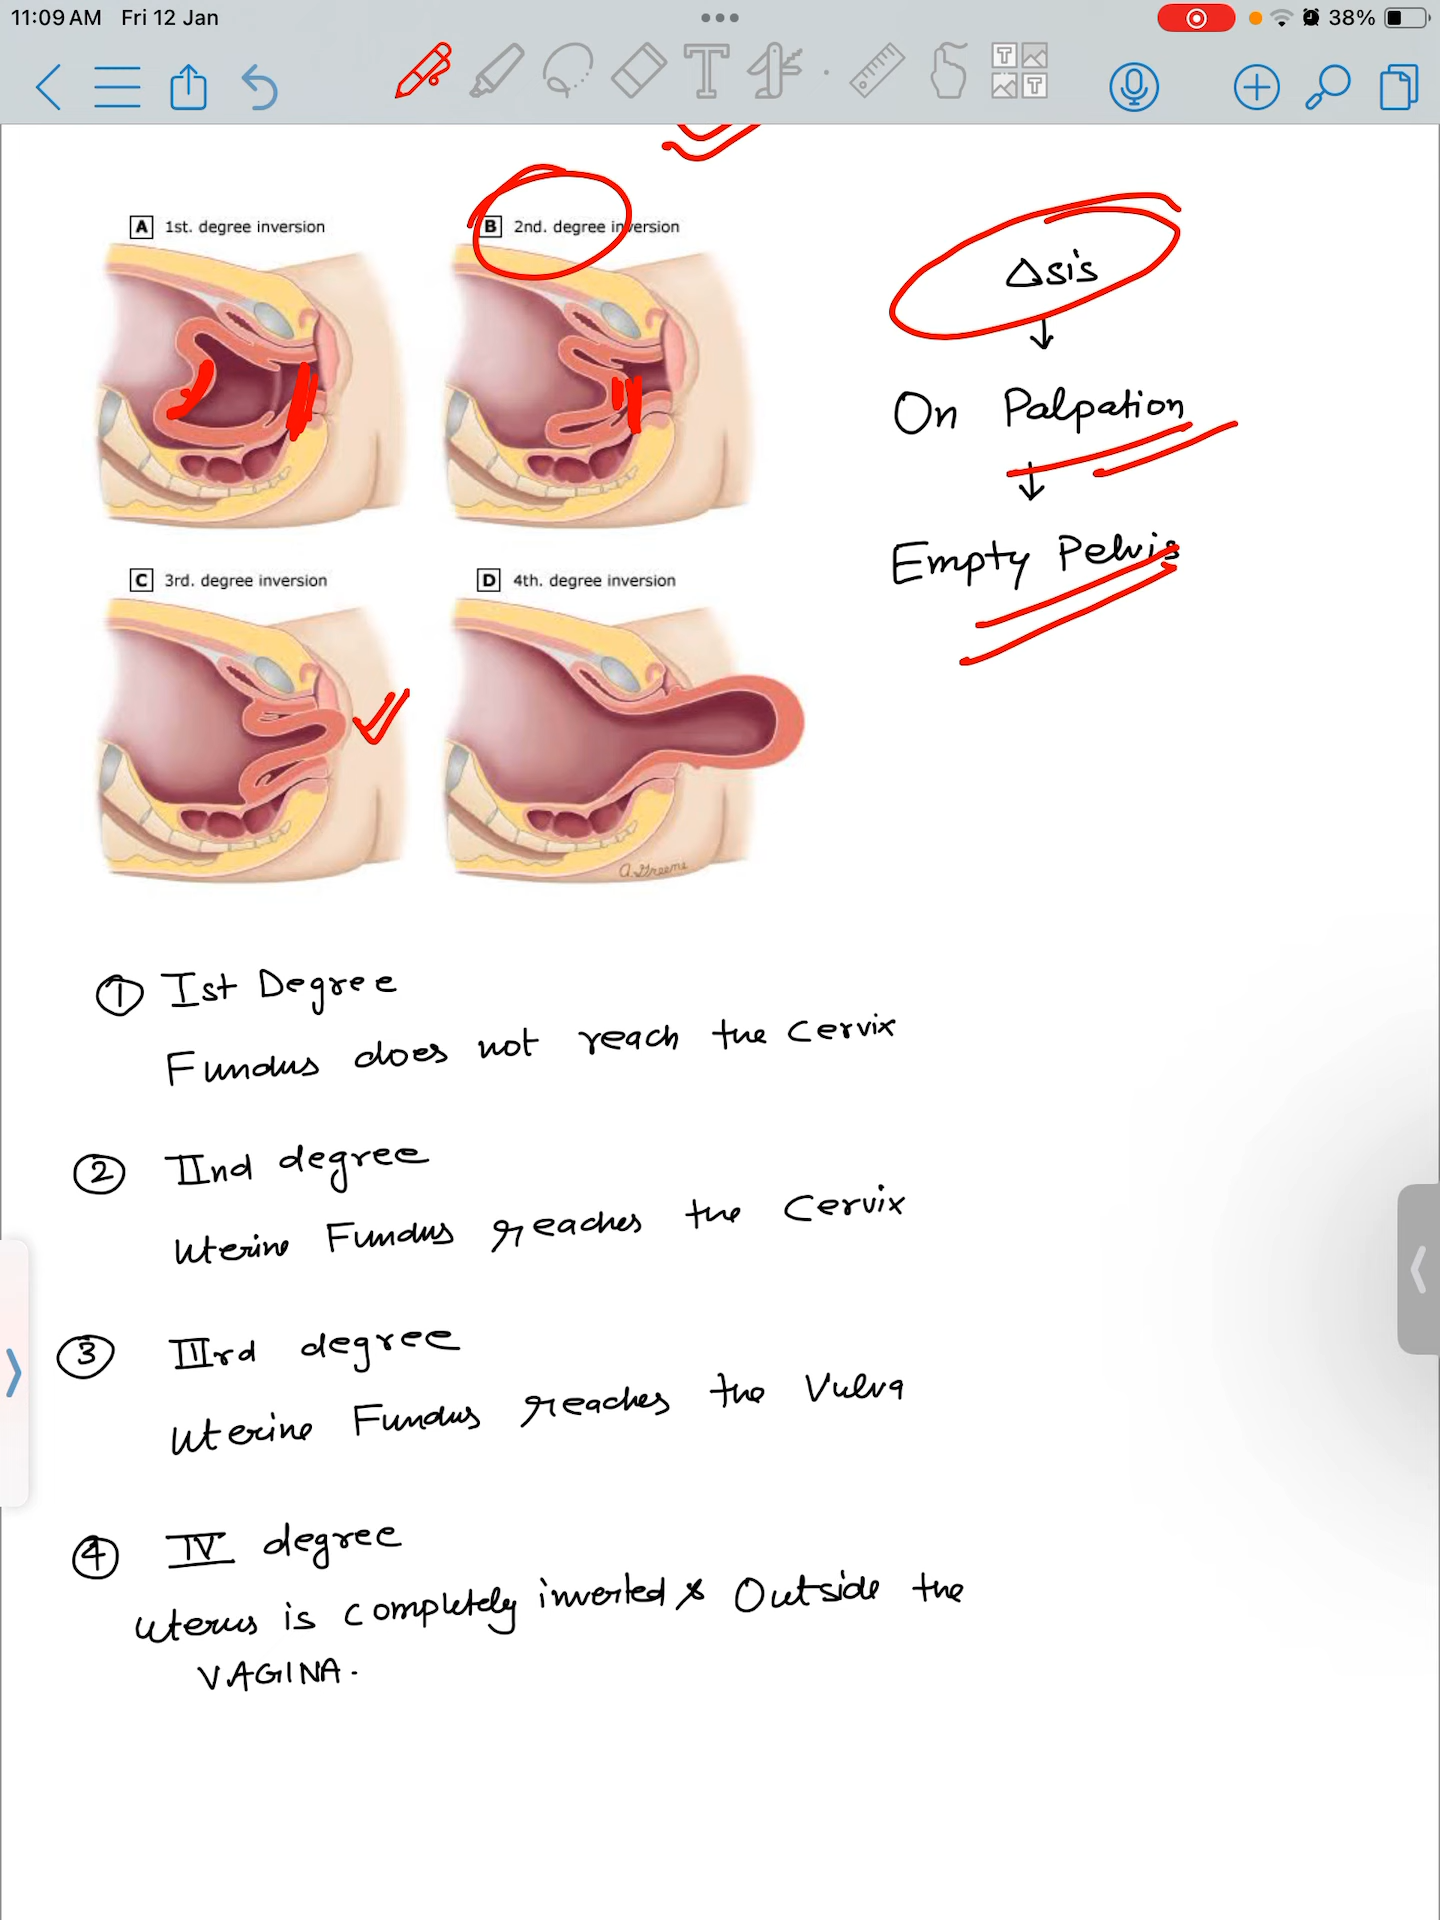 11:09 AM Fri 12 Jan
38%
A 1st. degree inversion
B 2nd. degree inversion
Δsis
↓
On Palpation
↓
Empty Pelvis
C 3rd. degree inversion
D 4th. degree inversion
A. Greene
① Ist Degree
Fundus does not reach the Cervix
② IInd degree
Uterine Fundus reaches the Cervix
③ IIIrd degree
Uterine Fundus reaches the Vulva
④ IV degree
Uterus is completely inverted & Outside the
VAGINA.